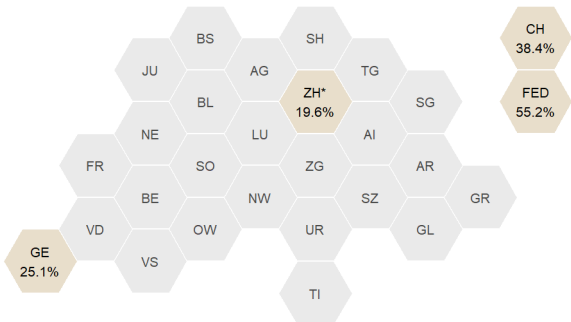 BS
SH
CH
38.4%
JU
AG
TG
ZH*
19.6%
BL
SG
FED
55.2%
NE
LU
AI
FR
SO
ZG
AR
BE
NW
SZ
GR
VD
OW
UR
GL
GE
25.1%
VS
TI